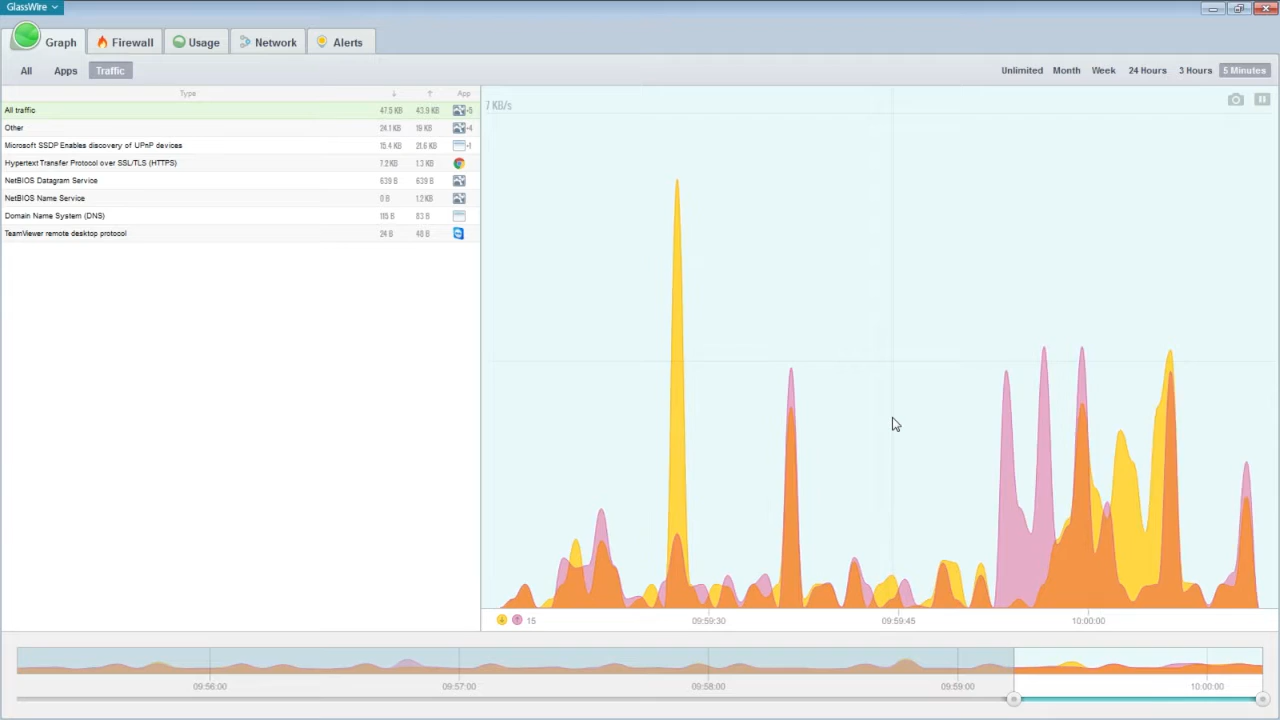 GlassWire
Graph Firewall Usage Network Alerts
All Apps Traffic Unlimited Month Week 24 Hours 3 Hours 5 Minutes
Type ↓ ↑ App
7 KB/s
All traffic 47.5 KB 43.9 KB +5
Other 24.1 KB 19 KB +4
Microsoft SSDP Enables discovery of UPnP devices 15.4 KB 21.6 KB +1
Hypertext Transfer Protocol over SSL/TLS (HTTPS) 7.2 KB 1.3 KB
NetBIOS Datagram Service 639 B 639 B
NetBIOS Name Service 0 B 1.2 KB
Domain Name System (DNS) 115 B 83 B
TeamViewer remote desktop protocol 24 B 48 B
15 09:59:30 09:59:45 10:00:00
09:56:00 09:57:00 09:58:00 09:59:00 10:00:00